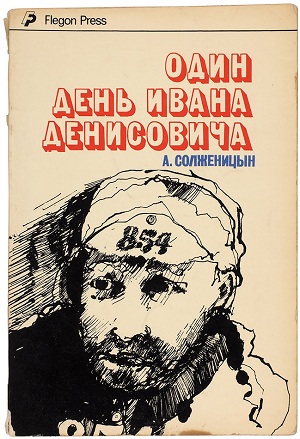 Flegon Press
ОДИН
ДЕНЬ ИВАНА
ДЕНИСОВИЧА
А. СОЛЖЕНИЦЫН
854